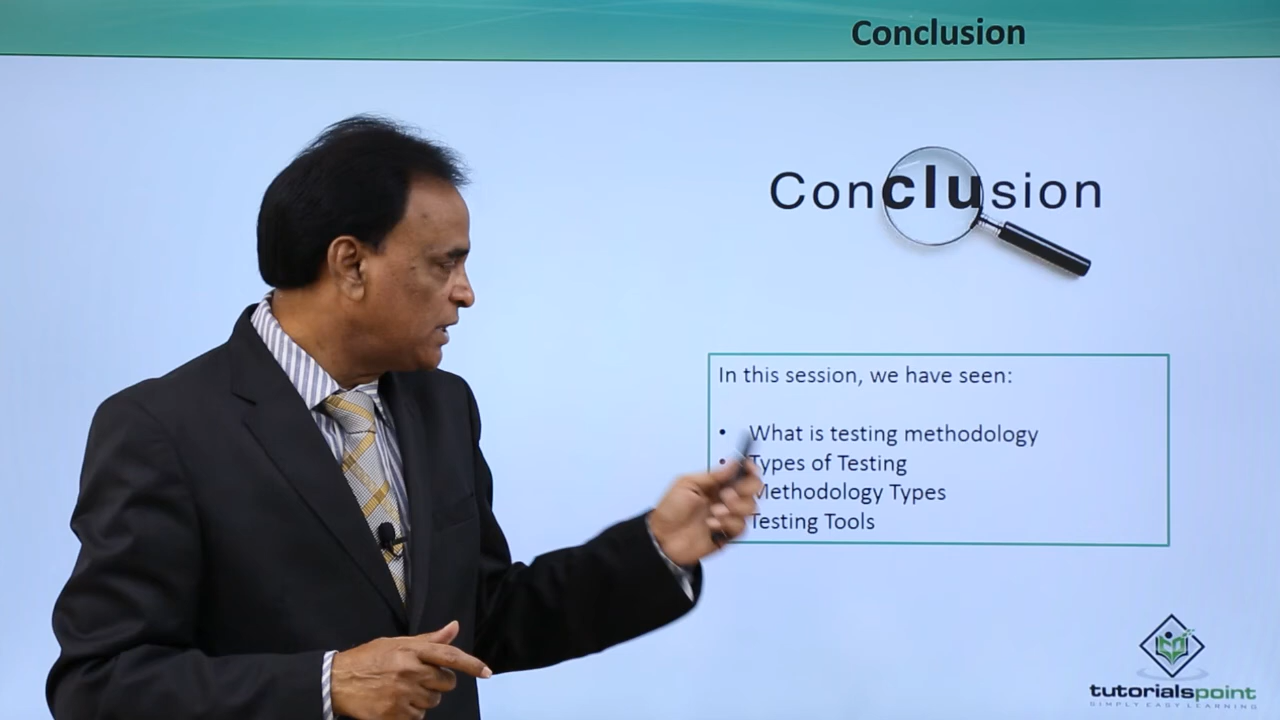 Conclusion
Conclusion
In this session, we have seen:
• What is testing methodology
• Types of Testing
Methodology Types
Testing Tools
tutorialspoint
SIMPLY EASY LEARNING